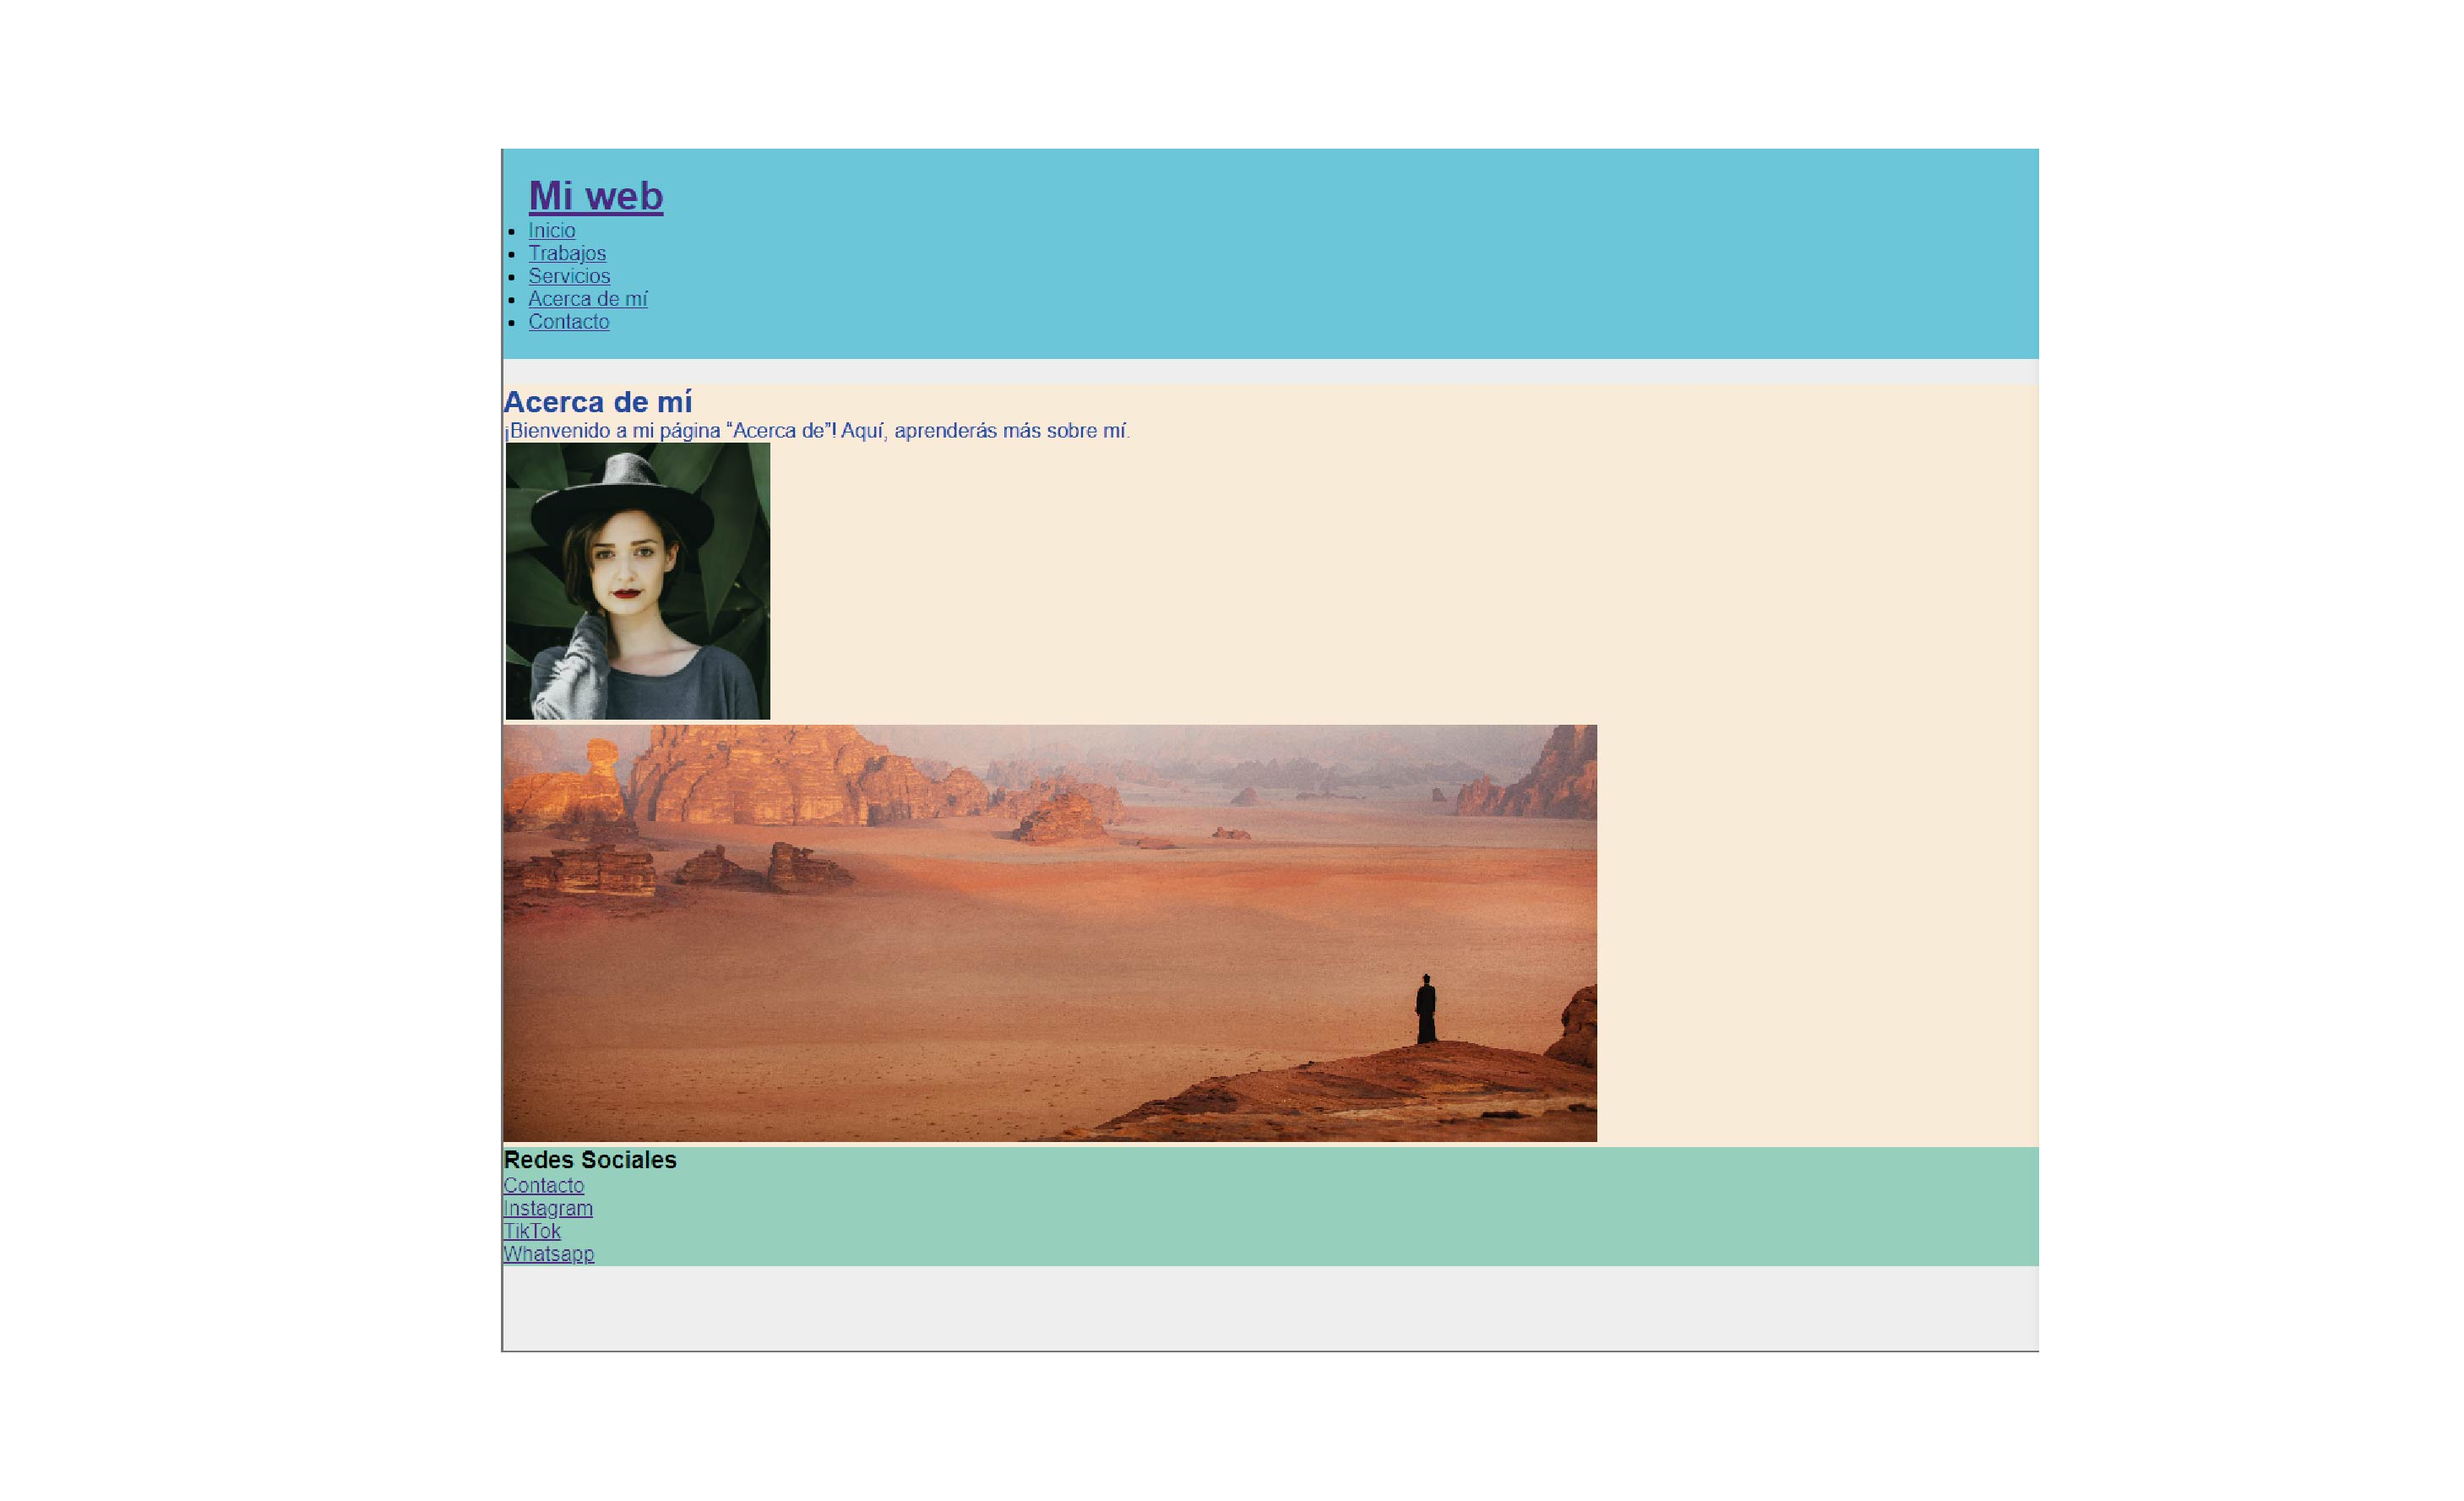 Mi web
Inicio
Trabajos
Servicios
Acerca de mí
Contacto
Acerca de mí
¡Bienvenido a mi página “Acerca de”! Aquí, aprenderás más sobre mí.
Redes Sociales
Contacto
Instagram
TikTok
Whatsapp